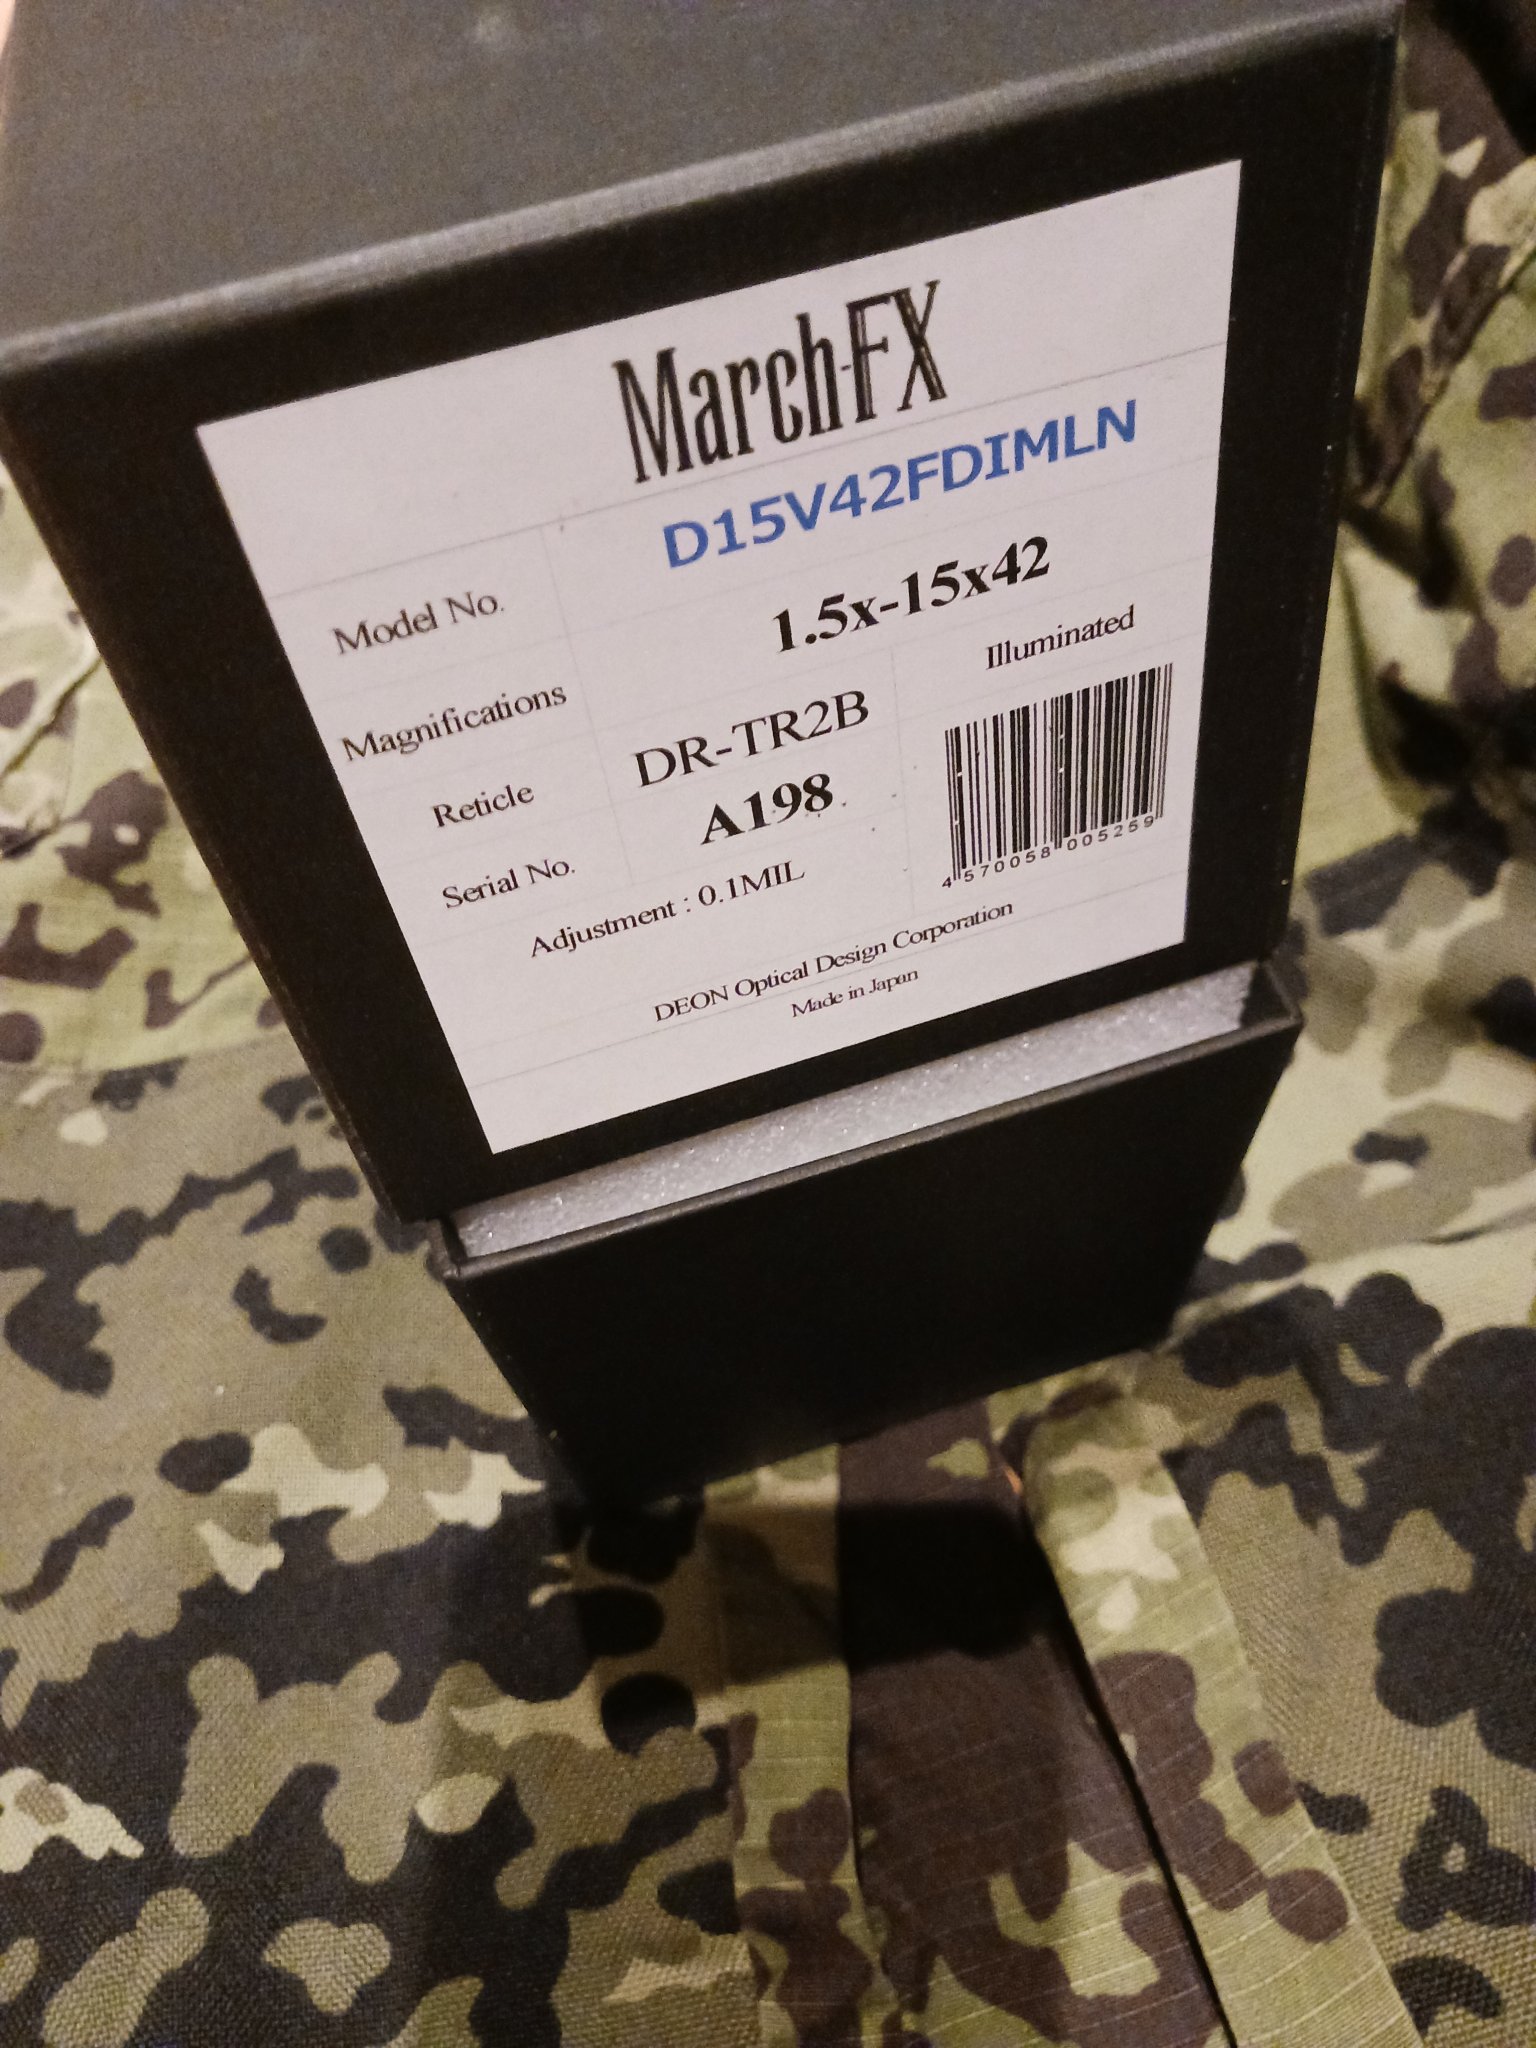 March-FX
Model No. D15V42FDIMLN
Magnifications 1.5x-15x42
Reticle DR-TR2B Illuminated
Serial No. A198
Adjustment : 0.1MIL
4 570058 005259
DEON Optical Design Corporation
Made in Japan